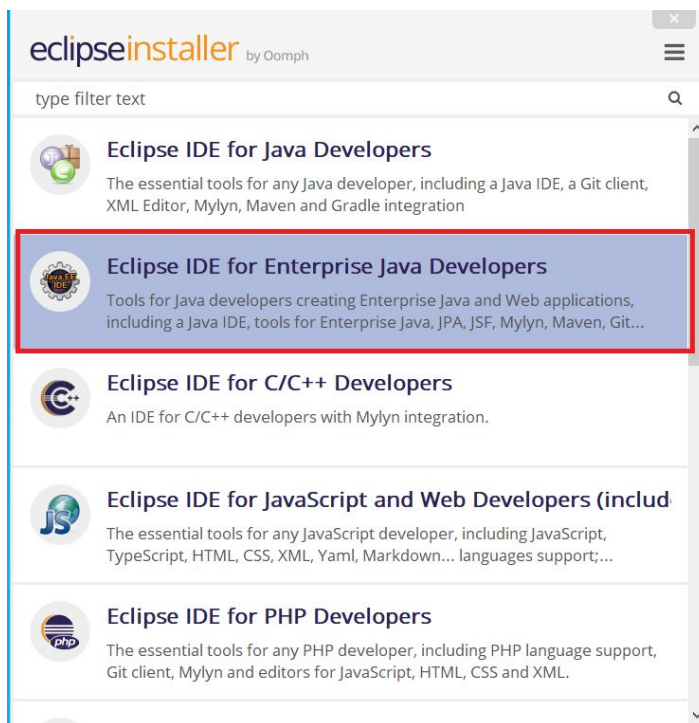 eclipseinstaller by Oomph
type filter text
Eclipse IDE for Java Developers
The essential tools for any Java developer, including a Java IDE, a Git client,
XML Editor, Mylyn, Maven and Gradle integration
Java EE
IDE
Eclipse IDE for Enterprise Java Developers
Tools for Java developers creating Enterprise Java and Web applications,
including a Java IDE, tools for Enterprise Java, JPA, JSF, Mylyn, Maven, Git...
C++
Eclipse IDE for C/C++ Developers
An IDE for C/C++ developers with Mylyn integration.
JS
Eclipse IDE for JavaScript and Web Developers (includ
The essential tools for any JavaScript developer, including JavaScript,
TypeScript, HTML, CSS, XML, Yaml, Markdown... languages support;...
php
Eclipse IDE for PHP Developers
The essential tools for any PHP developer, including PHP language support,
Git client, Mylyn and editors for JavaScript, HTML, CSS and XML.